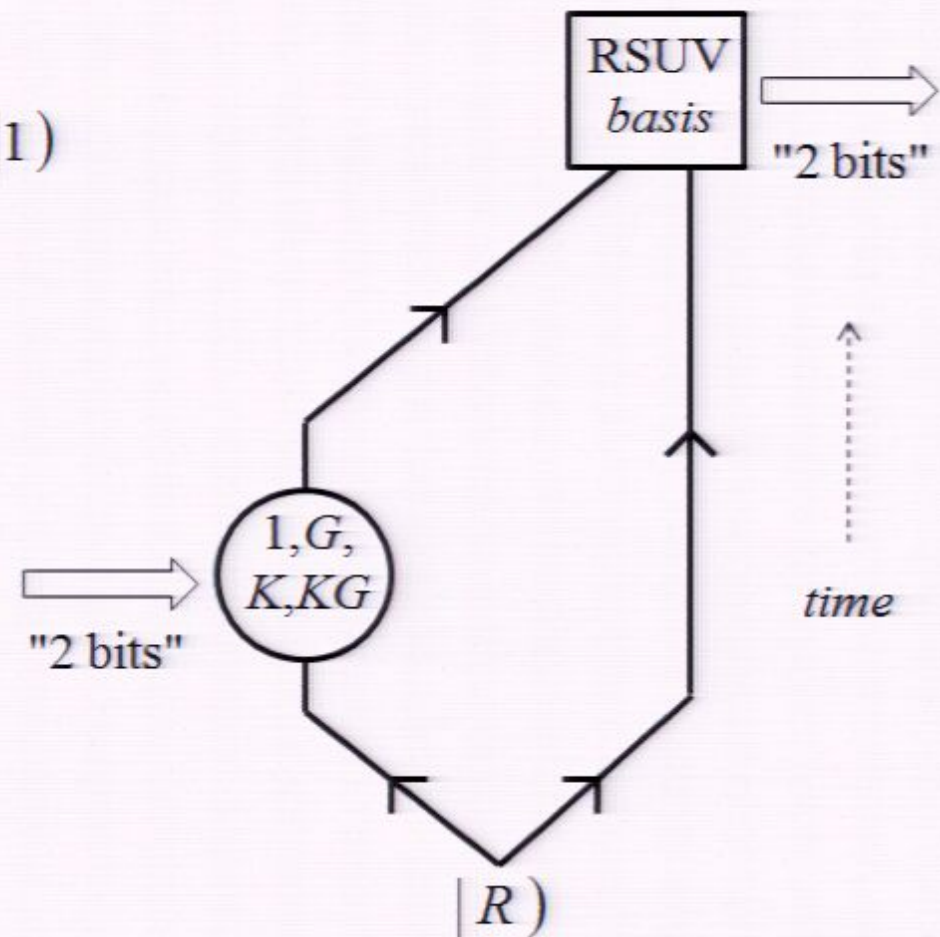 RSUV
basis
1)
"2 bits"
1,G,
K,KG
"2 bits"
time
|R)